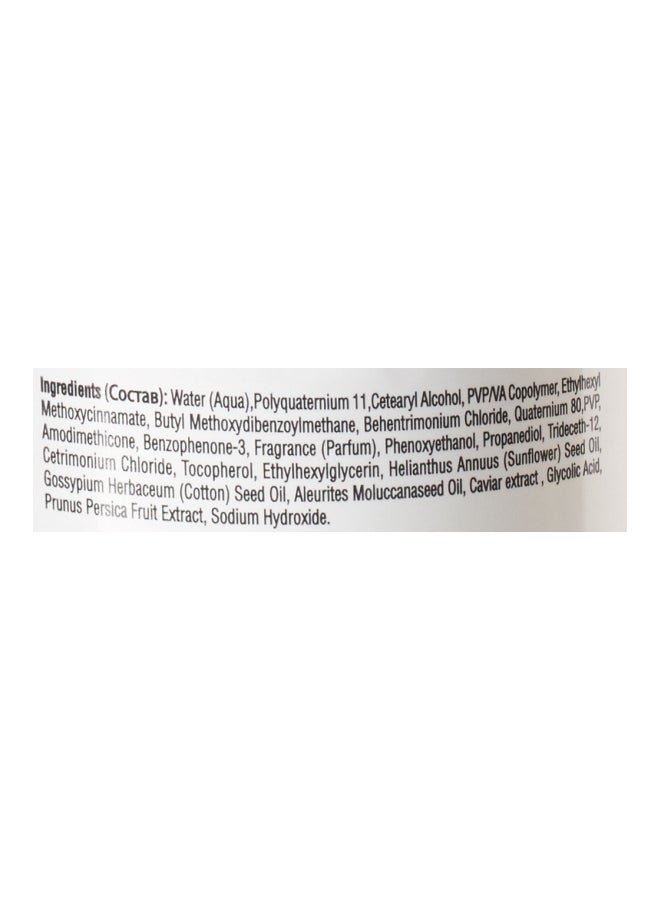 Ingredients (Состав): Water (Aqua),Polyquaternium 11,Cetearyl Alcohol, PVP/VA Copolymer, Ethylhexyl
Methoxycinnamate, Butyl Methoxydibenzoylmethane, Behentrimonium Chloride, Quaternium 80,PVP,
Amodimethicone, Benzophenone-3, Fragrance (Parfum), Phenoxyethanol, Propanediol, Trideceth-12,
Cetrimonium Chloride, Tocopherol, Ethylhexylglycerin, Helianthus Annuus (Sunflower) Seed Oil,
Gossypium Herbaceum (Cotton) Seed Oil, Aleurites Moluccanaseed Oil, Caviar extract , Glycolic Acid,
Prunus Persica Fruit Extract, Sodium Hydroxide.